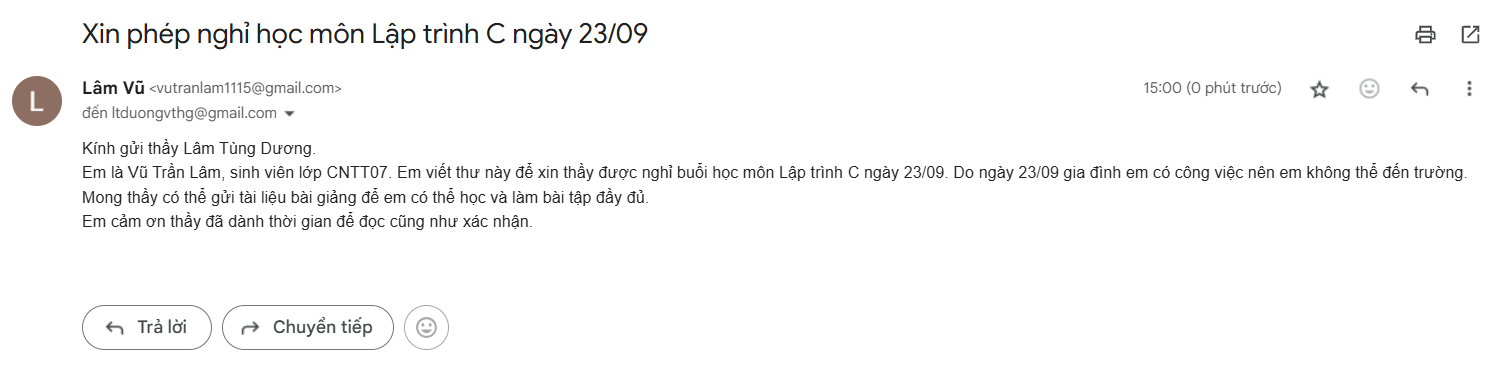 Xin phép nghỉ học môn Lập trình C ngày 23/09
Lâm Vũ <vutranlam1115@gmail.com>
15:00 (0 phút trước)
L
đến ltduongvthg@gmail.com
Kính gửi thầy Lâm Tùng Dương.
Em là Vũ Trần Lâm, sinh viên lớp CNTT07. Em viết thư này để xin thầy được nghỉ buổi học môn Lập trình C ngày 23/09. Do ngày 23/09 gia đình em có công việc nên em không thể đến trường.
Mong thầy có thể gửi tài liệu bài giảng để em có thể học và làm bài tập đầy đủ.
Em cảm ơn thầy đã dành thời gian để đọc cũng như xác nhận.
Trả lời
Chuyển tiếp